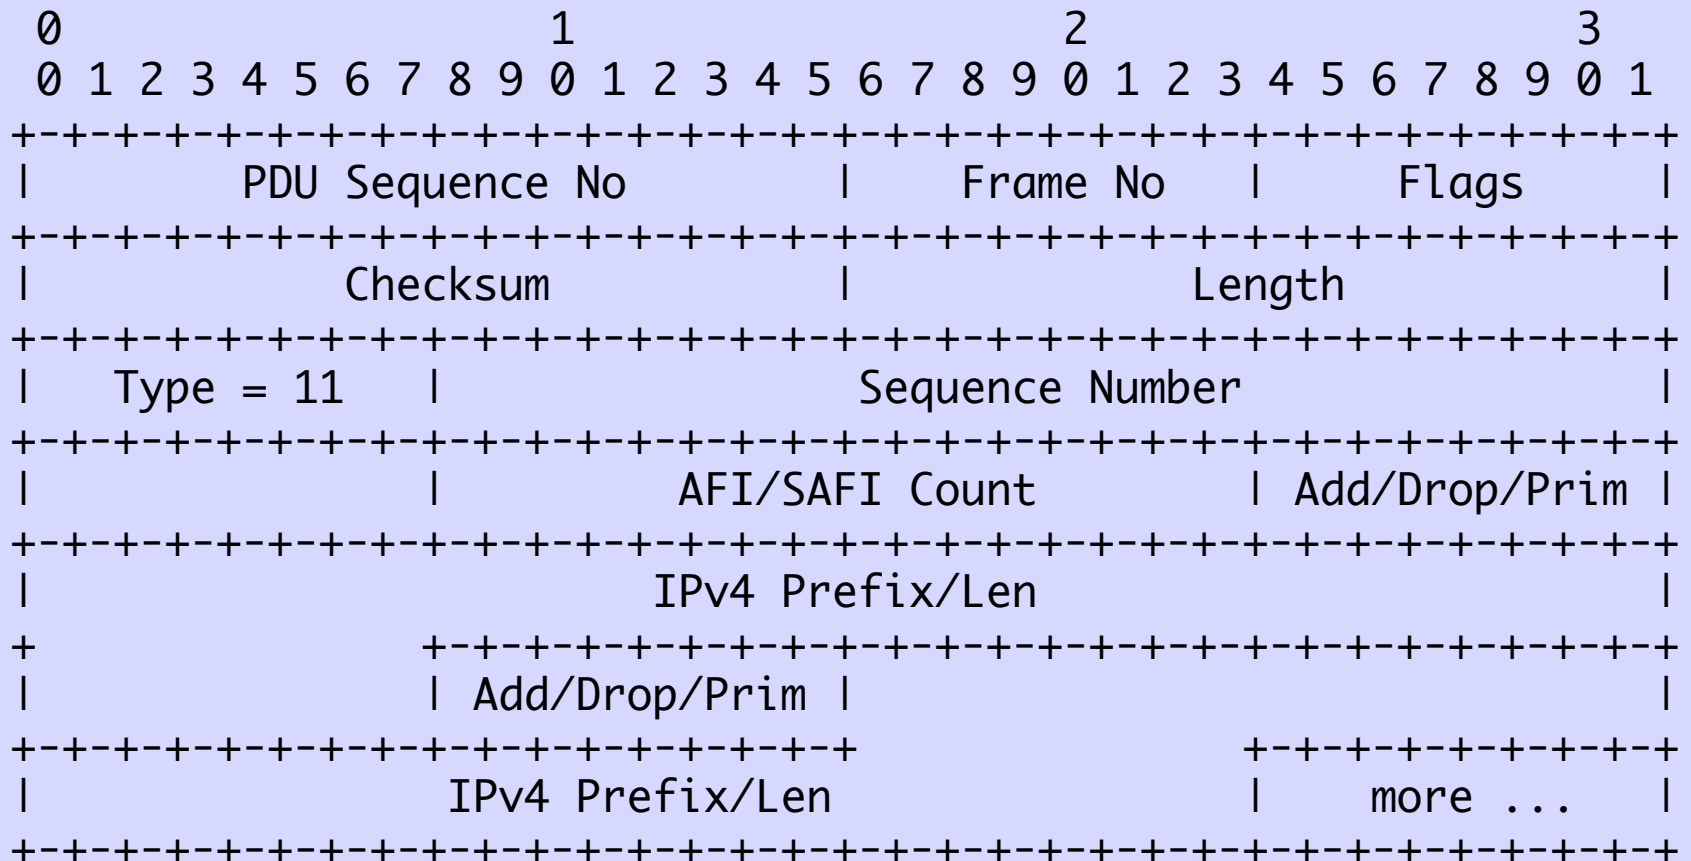 0                   1                   2                   3
 0 1 2 3 4 5 6 7 8 9 0 1 2 3 4 5 6 7 8 9 0 1 2 3 4 5 6 7 8 9 0 1
+-+-+-+-+-+-+-+-+-+-+-+-+-+-+-+-+-+-+-+-+-+-+-+-+-+-+-+-+-+-+-+-+
|        PDU Sequence No        |    Frame No   |     Flags     |
+-+-+-+-+-+-+-+-+-+-+-+-+-+-+-+-+-+-+-+-+-+-+-+-+-+-+-+-+-+-+-+-+
|            Checksum           |             Length            |
+-+-+-+-+-+-+-+-+-+-+-+-+-+-+-+-+-+-+-+-+-+-+-+-+-+-+-+-+-+-+-+-+
|   Type = 11   |                Sequence Number                |
+-+-+-+-+-+-+-+-+-+-+-+-+-+-+-+-+-+-+-+-+-+-+-+-+-+-+-+-+-+-+-+-+
|               |         AFI/SAFI Count        | Add/Drop/Prim |
+-+-+-+-+-+-+-+-+-+-+-+-+-+-+-+-+-+-+-+-+-+-+-+-+-+-+-+-+-+-+-+-+
|                        IPv4 Prefix/Len                        |
+               +-+-+-+-+-+-+-+-+-+-+-+-+-+-+-+-+-+-+-+-+-+-+-+-+
|               | Add/Drop/Prim |                               |
+-+-+-+-+-+-+-+-+-+-+-+-+-+-+-+-+               +-+-+-+-+-+-+-+-+
|                IPv4 Prefix/Len                |    more ...   |
+-+-+-+-+-+-+-+-+-+-+-+-+-+-+-+-+-+-+-+-+-+-+-+-+-+-+-+-+-+-+-+-+